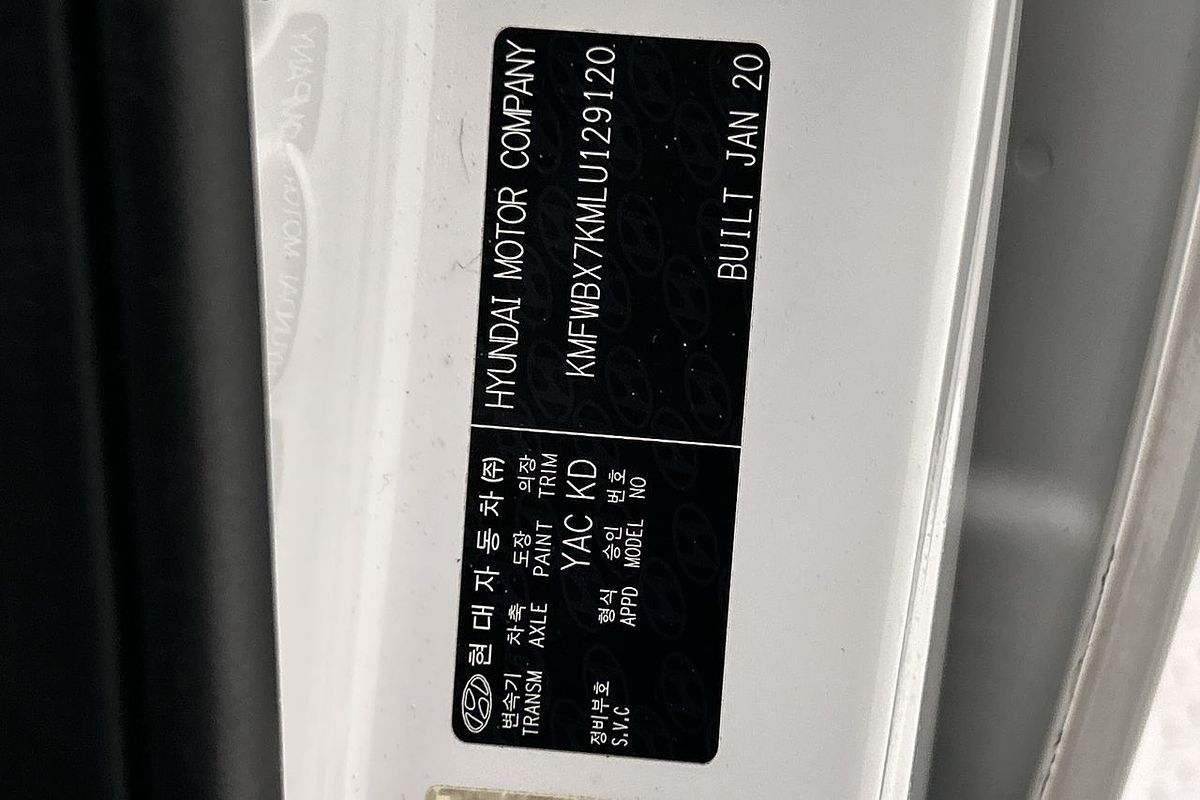 현대자동차(주) HYUNDAI MOTOR COMPANY
변속기 차축 도장 의장
TRANSM AXLE PAINT TRIM
YAC KD KMFWBX7KMLU129120
정비부호 형식 승인 번호
S.V.C APPD MODEL NO
BUILT JAN 20